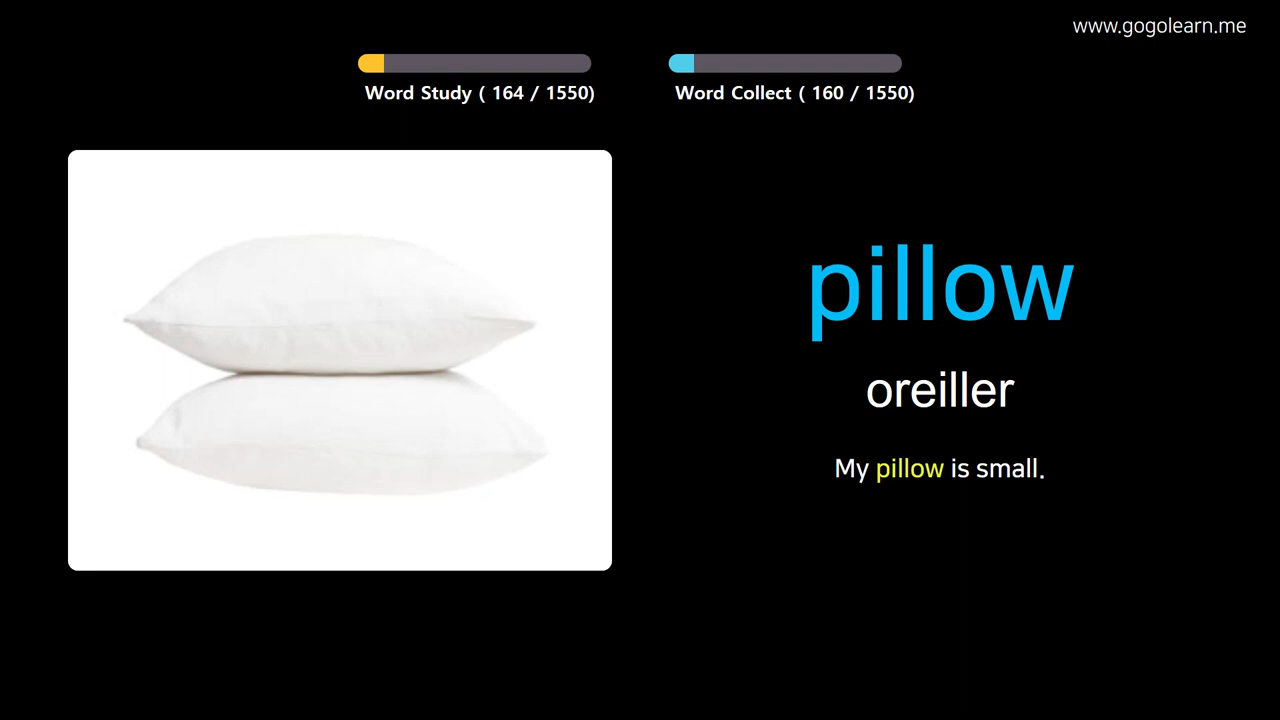 www.gogolearn.me
Word Study ( 164 / 1550)
Word Collect ( 160 / 1550)
pillow
oreiller
My pillow is small.